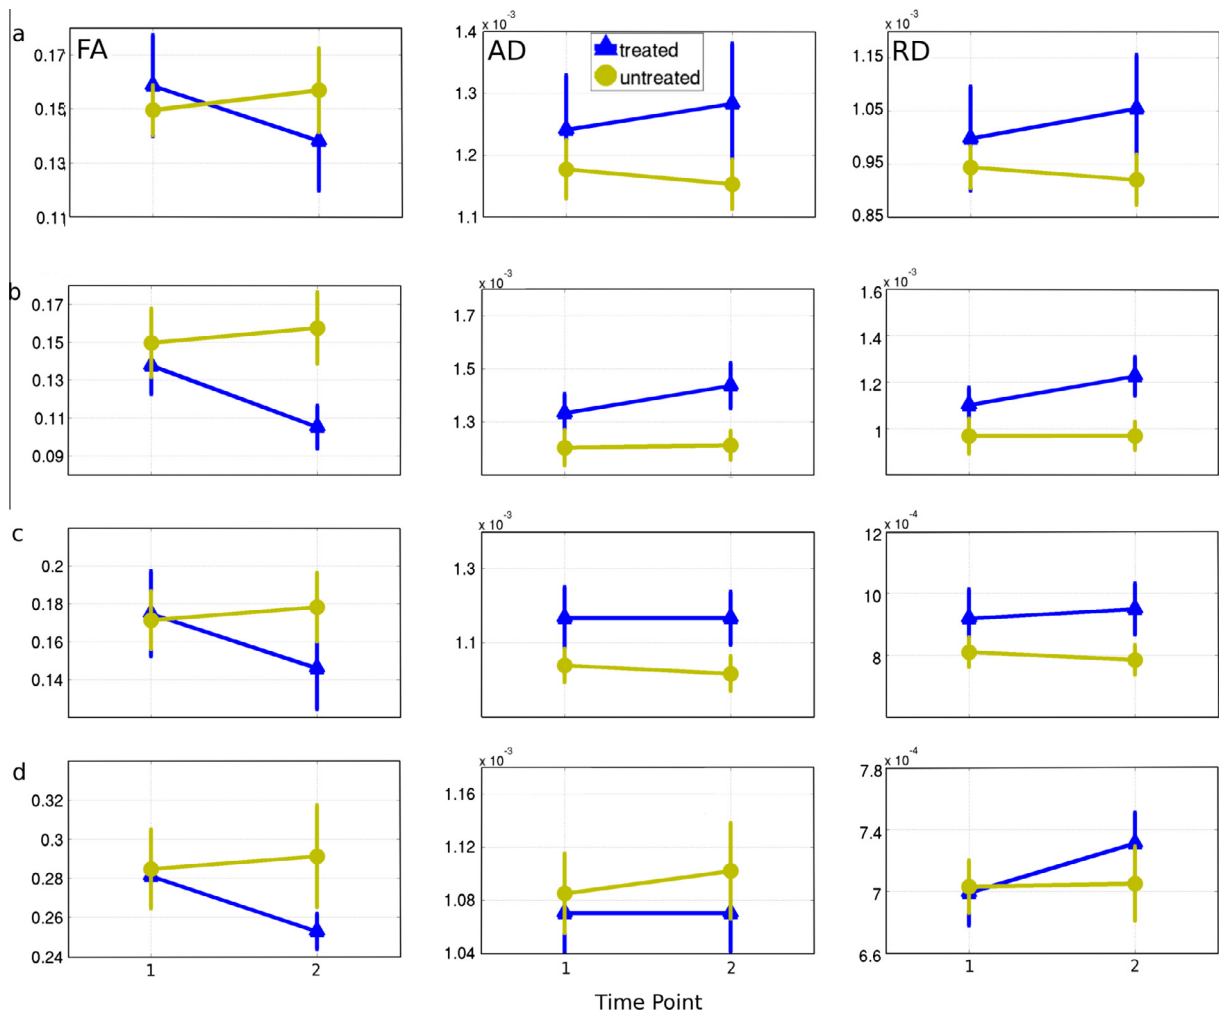 a
FA
0.17
0.15
0.13
0.11
x 10⁻³
AD
1.4
1.3
1.2
1.1
treated
untreated
x 10⁻³
RD
1.15
1.05
0.95
0.85
b
0.17
0.15
0.13
0.11
0.09
x 10⁻³
1.7
1.5
1.3
x 10⁻³
1.6
1.4
1.2
1
c
0.2
0.18
0.16
0.14
x 10⁻³
1.3
1.1
x 10⁻⁴
12
10
8
d
0.32
0.3
0.28
0.26
0.24
1 2
x 10⁻³
1.16
1.12
1.08
1.04
1 2
x 10⁻⁴
7.8
7.4
7
6.6
1 2
Time Point